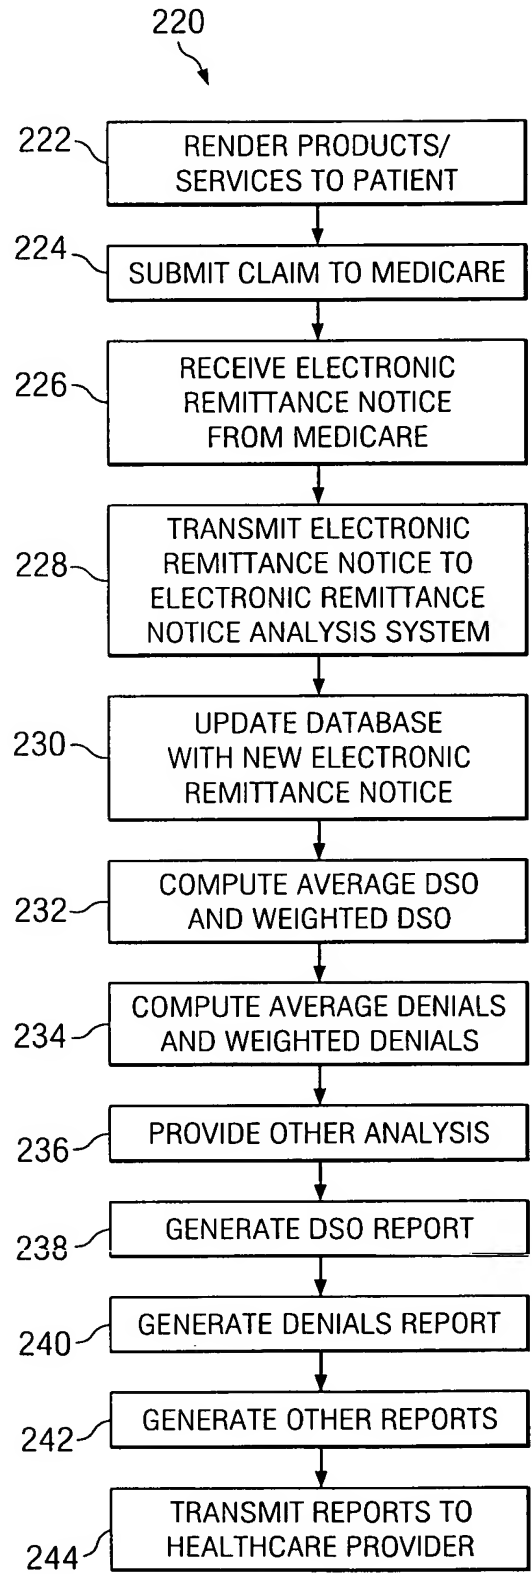 220
222
RENDER PRODUCTS/
SERVICES TO PATIENT
224
SUBMIT CLAIM TO MEDICARE
226
RECEIVE ELECTRONIC
REMITTANCE NOTICE
FROM MEDICARE
228
TRANSMIT ELECTRONIC
REMITTANCE NOTICE TO
ELECTRONIC REMITTANCE
NOTICE ANALYSIS SYSTEM
230
UPDATE DATABASE
WITH NEW ELECTRONIC
REMITTANCE NOTICE
232
COMPUTE AVERAGE DSO
AND WEIGHTED DSO
234
COMPUTE AVERAGE DENIALS
AND WEIGHTED DENIALS
236
PROVIDE OTHER ANALYSIS
238
GENERATE DSO REPORT
240
GENERATE DENIALS REPORT
242
GENERATE OTHER REPORTS
244
TRANSMIT REPORTS TO
HEALTHCARE PROVIDER